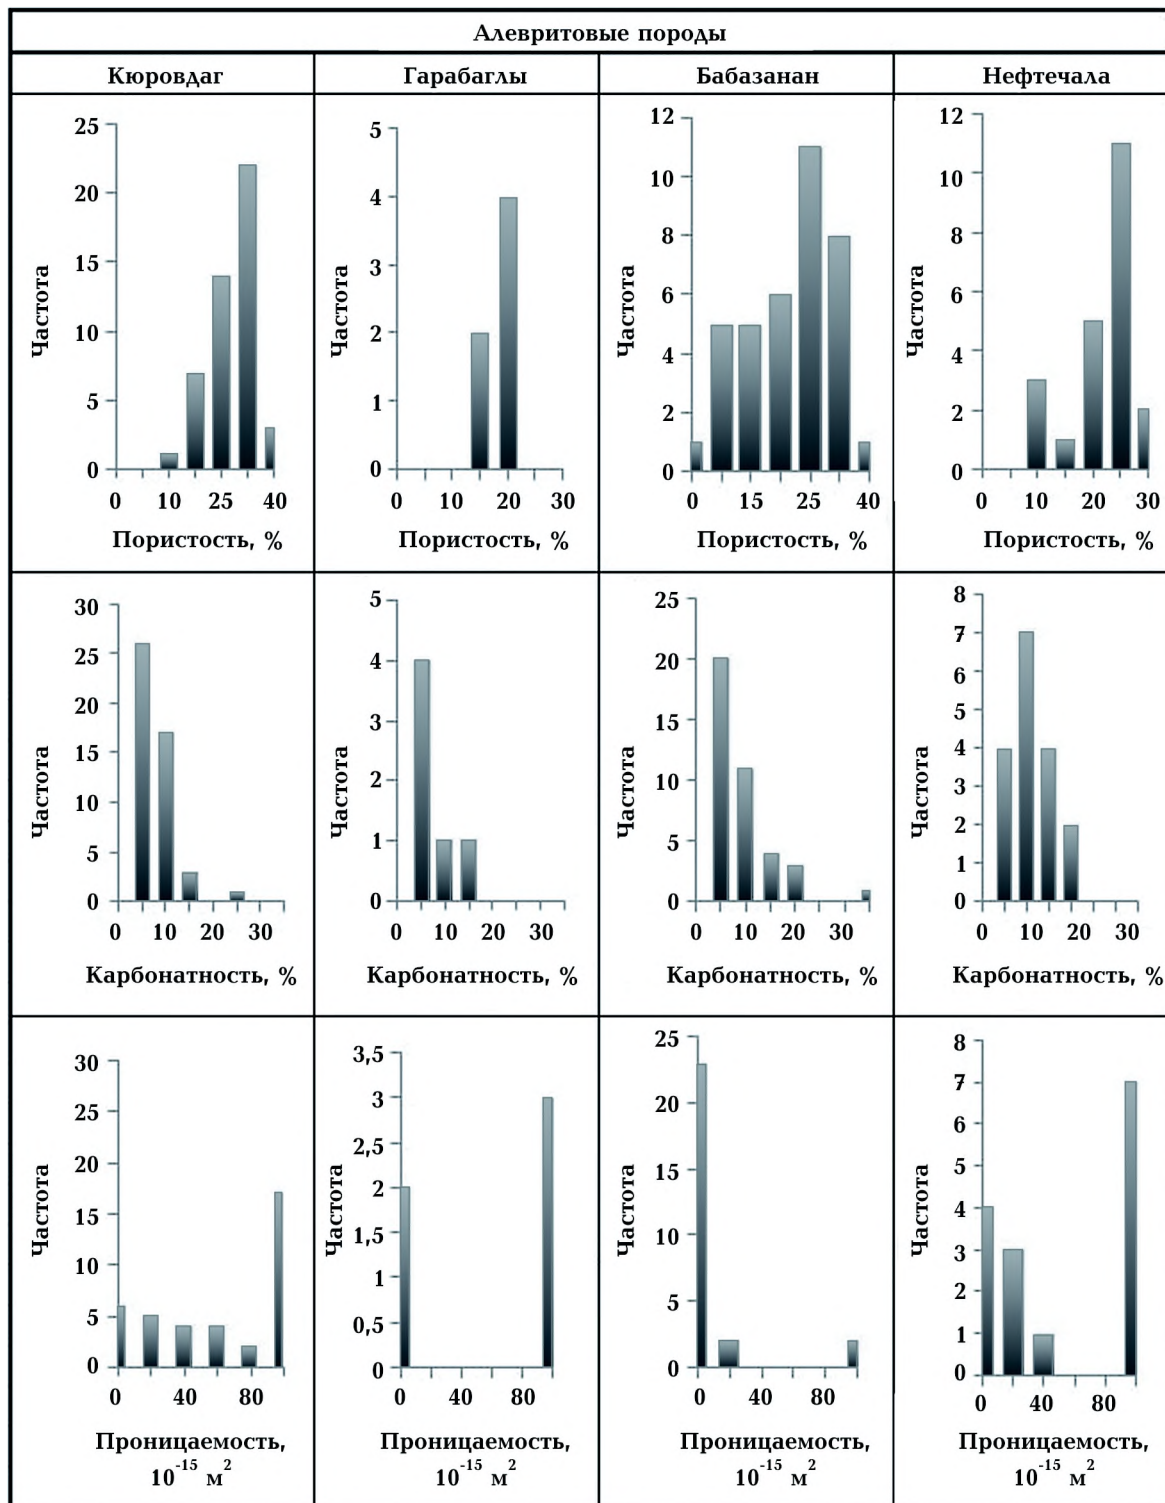 Алевритовые породы
Кюровдаг
Гарабаглы
Бабазанан
Нефтечала
25
20
15
10
5
0
Частота
0 10 25 40
Пористость, %
5
4
3
2
1
0
Частота
0 10 20 30
Пористость, %
12
10
8
6
4
2
0
Частота
0 15 25 40
Пористость, %
12
10
8
6
4
2
0
Частота
0 10 20 30
Пористость, %
30
25
20
15
10
5
0
Частота
0 10 20 30
Карбонатность, %
5
4
3
2
1
0
Частота
0 10 20 30
Карбонатность, %
25
20
15
10
5
0
Частота
0 10 20 30
Карбонатность, %
8
7
6
5
4
3
2
1
0
Частота
0 10 20 30
Карбонатность, %
30
25
20
15
10
5
0
Частота
0 40 80
Проницаемость,
10⁻¹⁵ м²
3,5
3
2,5
2
1,5
1
0,5
0
Частота
0 40 80
Проницаемость,
10⁻¹⁵ м²
25
20
15
10
5
0
Частота
0 40 80
Проницаемость,
10⁻¹⁵ м²
8
7
6
5
4
3
2
1
0
Частота
0 40 80
Проницаемость,
10⁻¹⁵ м²